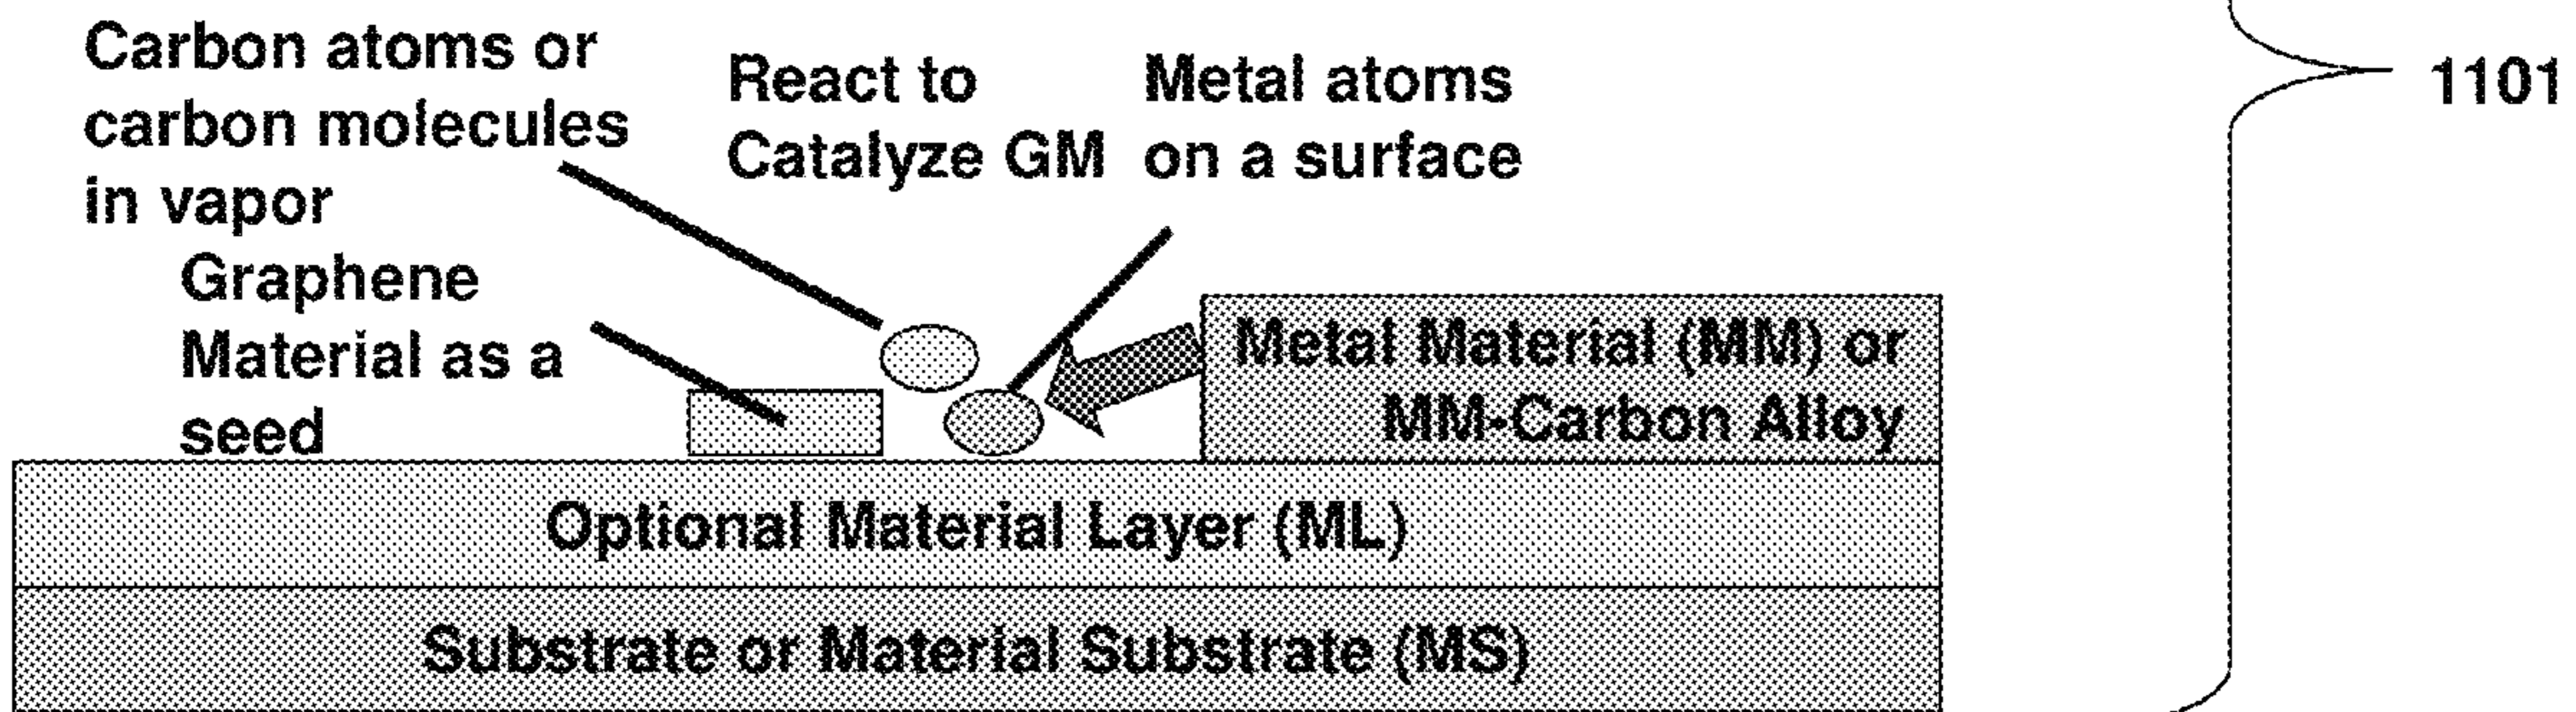 Carbon atoms or
carbon molecules
in vapor
React to
Catalyze GM
Metal atoms
on a surface
1101
Graphene
Material as a
seed
Metal Material (MM) or
MM-Carbon Alloy
Optional Material Layer (ML)
Substrate or Material Substrate (MS)